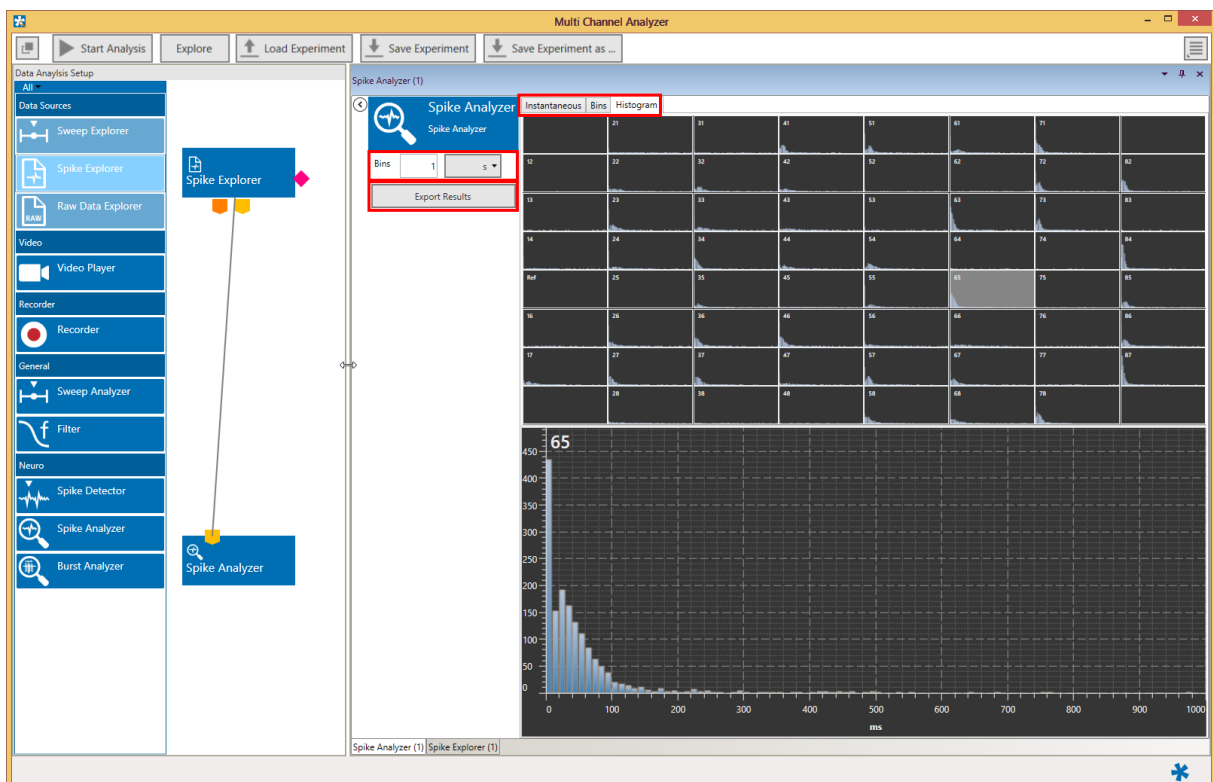 Multi Channel Analyzer
Start Analysis Explore Load Experiment Save Experiment Save Experiment as ...
Data Anaylsis Setup
All
Data Sources
Sweep Explorer
Spike Explorer
Raw Data Explorer
RAW
Video
Video Player
Recorder
Recorder
General
Sweep Analyzer
Filter
Neuro
Spike Detector
Spike Analyzer
Burst Analyzer
Spike Explorer
Spike Analyzer
Spike Analyzer (1)
Spike Analyzer
Spike Analyzer
Bins 1 s
Export Results
Instantaneous Bins Histogram
21 31 41 51 61 71
12 22 32 42 52 62 72 82
13 23 33 43 53 63 73 83
14 24 34 44 54 64 74 84
Ref 25 35 45 55 65 75 85
16 26 36 46 56 66 76 86
17 27 37 47 57 67 77 87
28 38 48 58 68 78
65
450
400
350
300
250
200
150
100
50
0
0 100 200 300 400 500 600 700 800 900 1000
ms
Spike Analyzer (1) Spike Explorer (1)